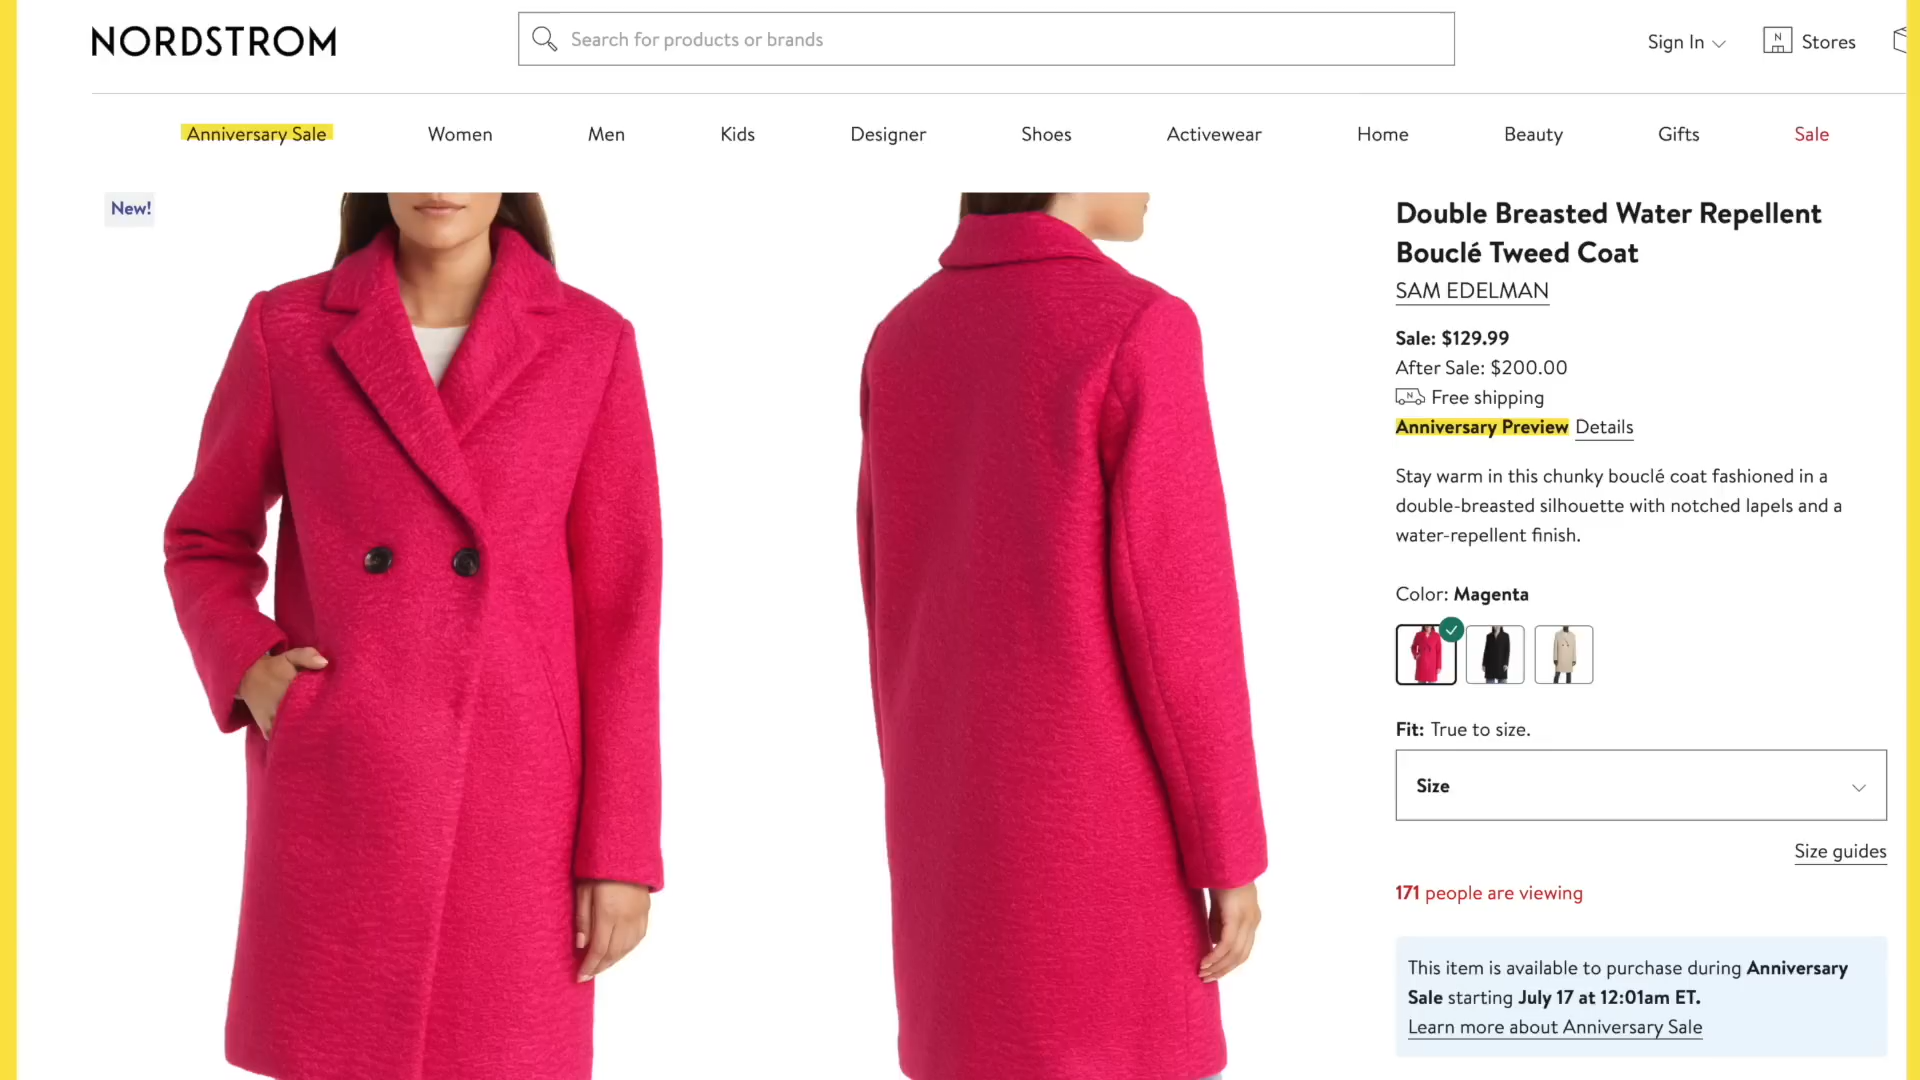 NORDSTROM
Search for products or brands
Sign In
N
Stores
Anniversary Sale
Women
Men
Kids
Designer
Shoes
Activewear
Home
Beauty
Gifts
Sale
New!
Double Breasted Water Repellent
Bouclé Tweed Coat
SAM EDELMAN
Sale: $129.99
After Sale: $200.00
N Free shipping
Anniversary Preview Details
Stay warm in this chunky bouclé coat fashioned in a
double-breasted silhouette with notched lapels and a
water-repellent finish.
Color: Magenta
Fit: True to size.
Size
Size guides
171 people are viewing
This item is available to purchase during Anniversary
Sale starting July 17 at 12:01am ET.
Learn more about Anniversary Sale